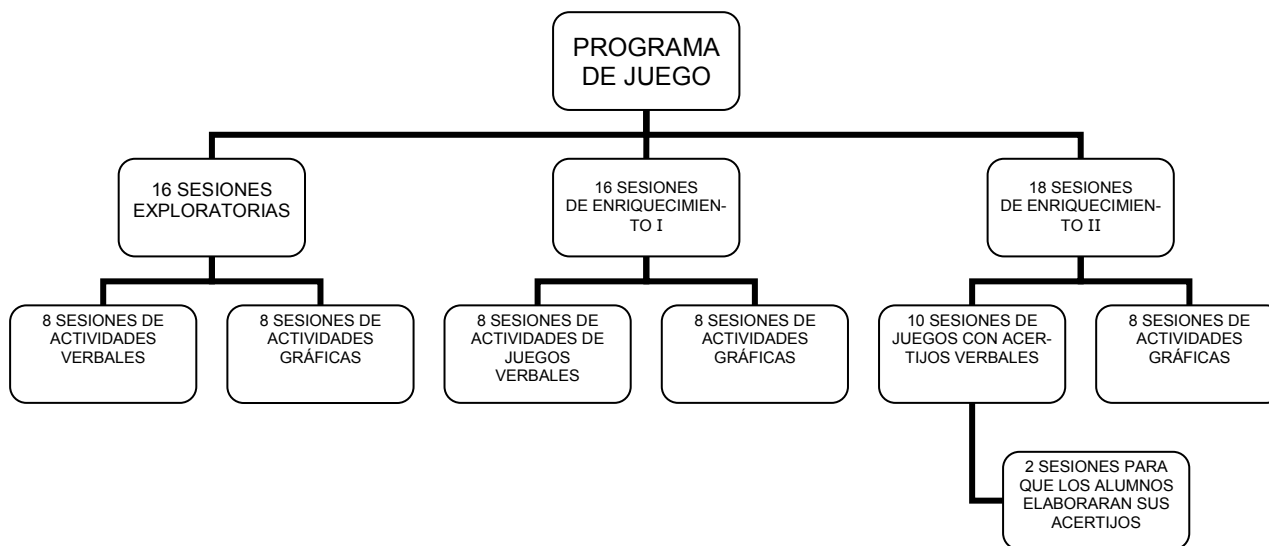 PROGRAMA
DE JUEGO
16 SESIONES
EXPLORATORIAS
16 SESIONES
DE ENRIQUECIMIEN-
TO I
18 SESIONES
DE ENRIQUECIMIEN-
TO II
8 SESIONES DE
ACTIVIDADES
VERBALES
8 SESIONES DE
ACTIVIDADES
GRÁFICAS
8 SESIONES DE
ACTIVIDADES DE
JUEGOS
VERBALES
8 SESIONES DE
ACTIVIDADES
GRÁFICAS
10 SESIONES DE
JUEGOS CON ACER-
TIJOS VERBALES
8 SESIONES DE
ACTIVIDADES
GRÁFICAS
2 SESIONES PARA
QUE LOS ALUMNOS
ELABORARAN SUS
ACERTIJOS